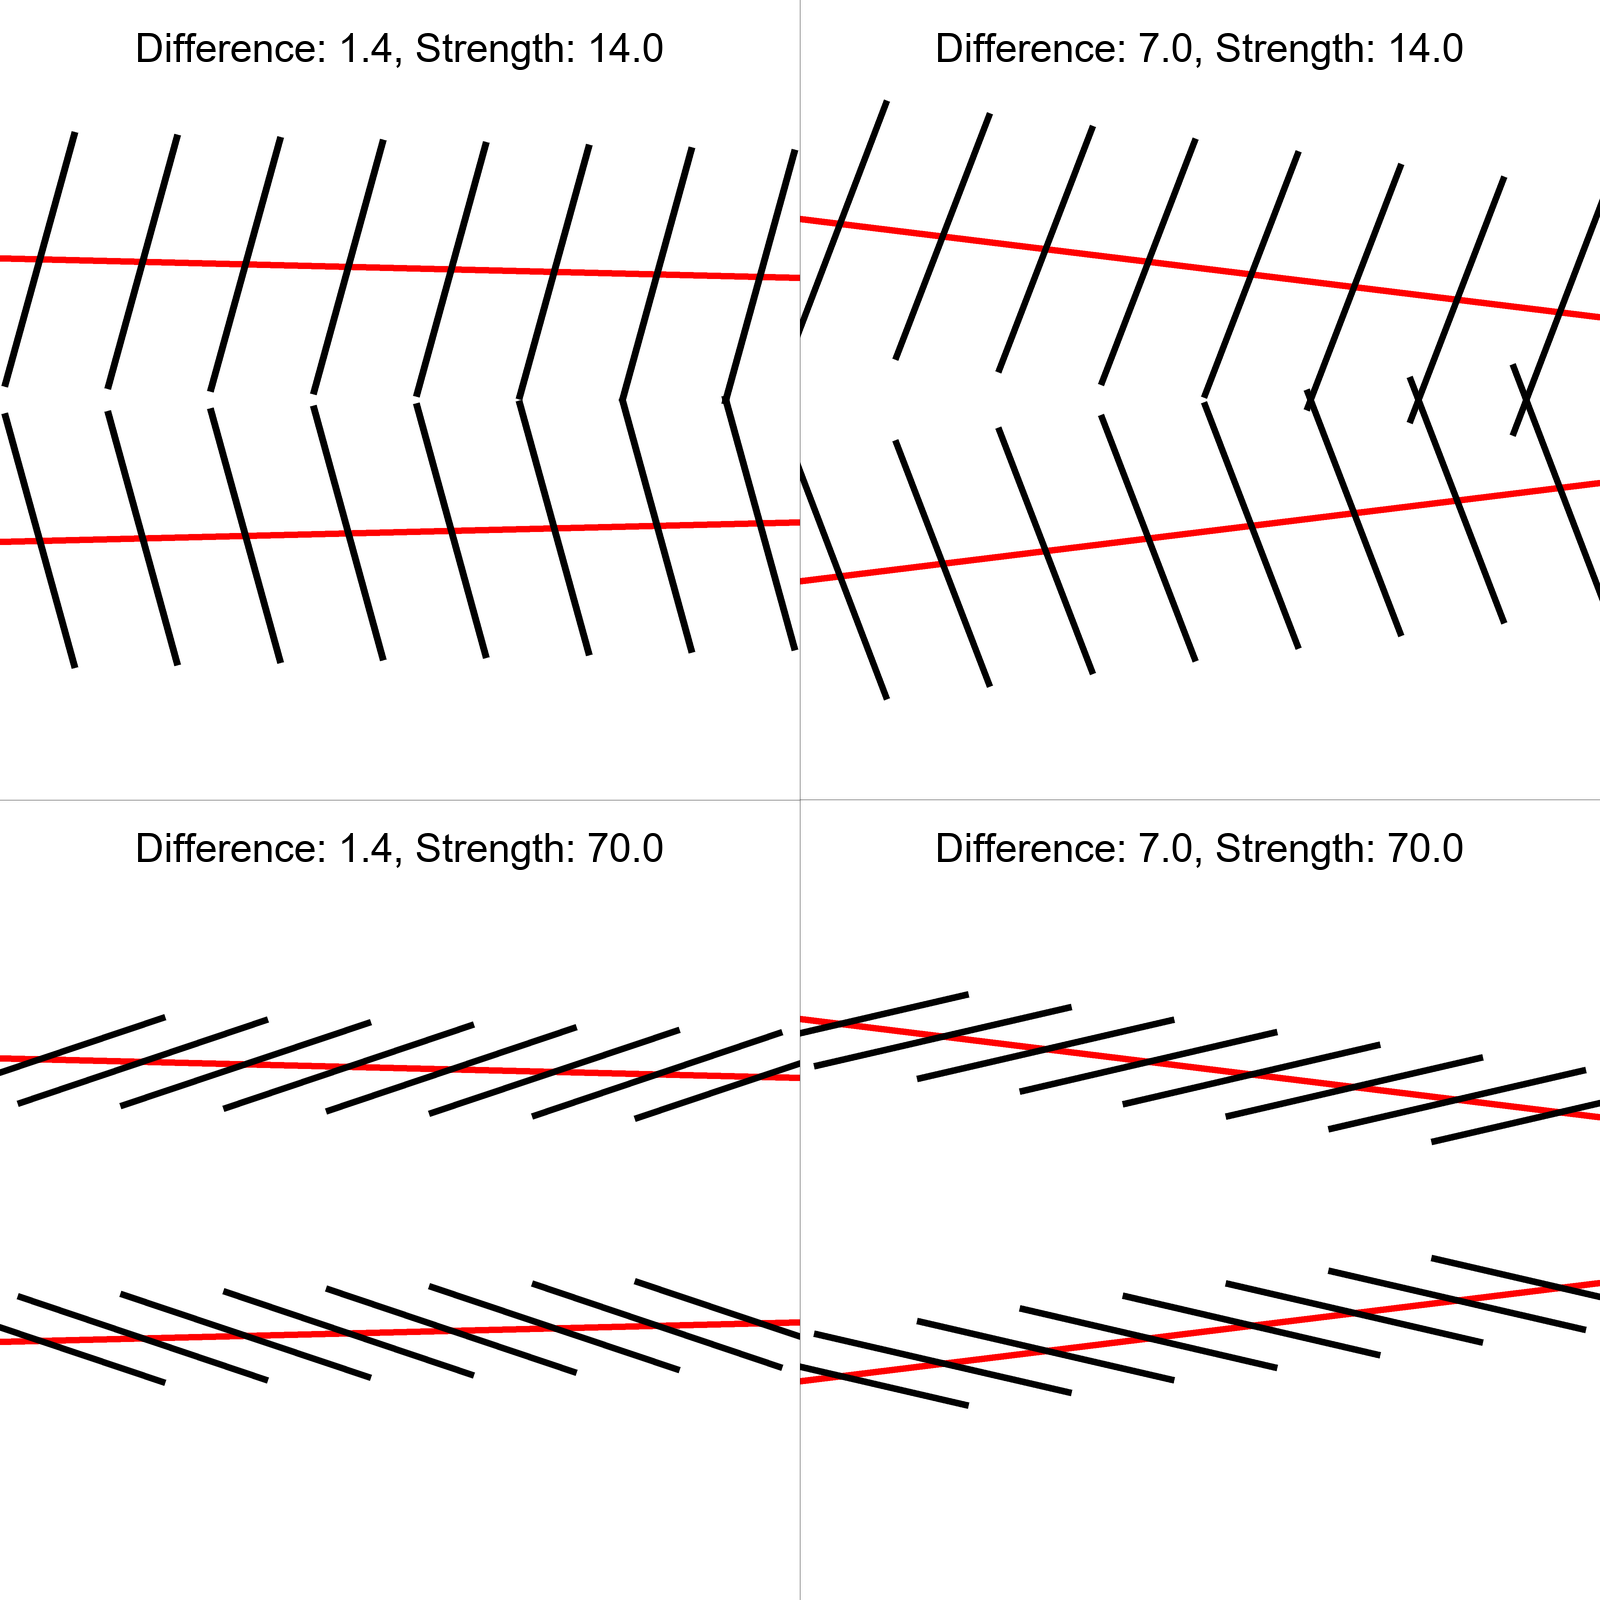 Difference: 1.4, Strength: 14.0
Difference: 7.0, Strength: 14.0
Difference: 1.4, Strength: 70.0
Difference: 7.0, Strength: 70.0